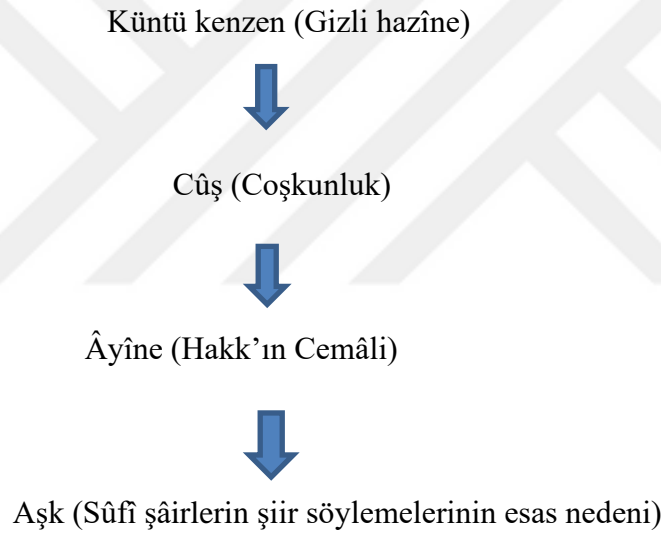 Küntü kenzen (Gizli hazîne)
Cûş (Coşkunluk)
Âyîne (Hakk’ın Cemâli)
Aşk (Sûfî şâirlerin şiir söylemelerinin esas nedeni)